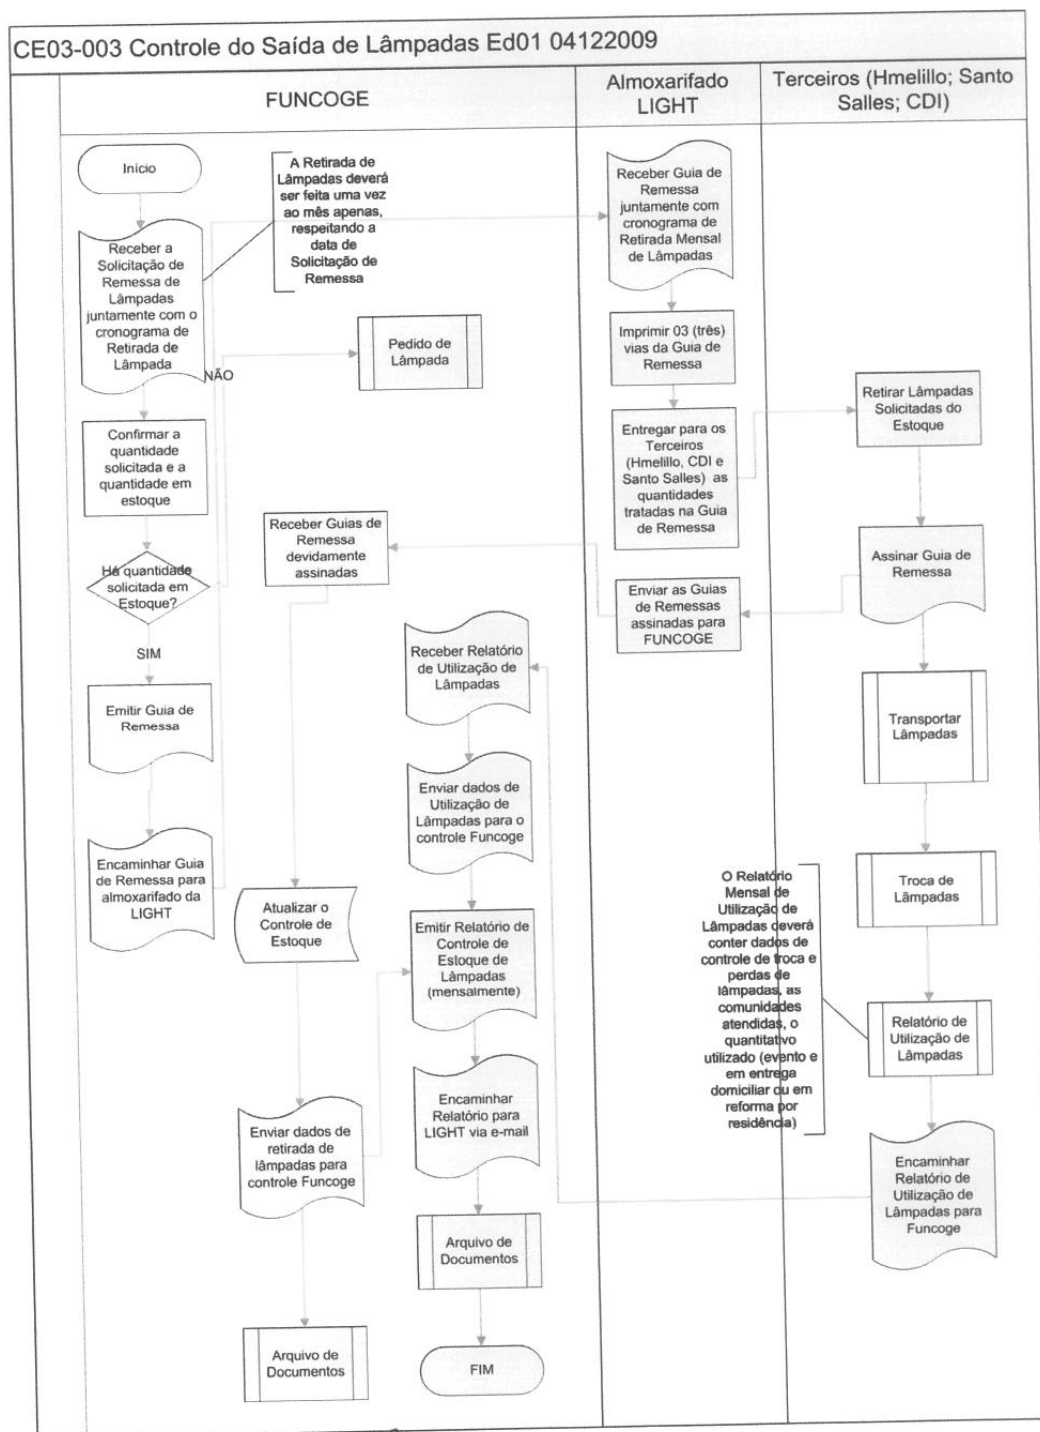 CE03-003 Controle do Saída de Lâmpadas Ed01 04122009
FUNCOGE
Almoxarifado
LIGHT
Terceiros (Hmelillo; Santo
Salles; CDI)
Início
A Retirada de
Lâmpadas deverá
ser feita uma vez
ao mês apenas,
respeitando a
data de
Solicitação de
Remessa
Receber a
Solicitação de
Remessa de
Lâmpadas
juntamente com o
cronograma de
Retirada de
Lâmpada
NÃO
Pedido de
Lâmpada
Confirmar a
quantidade
solicitada e a
quantidade em
estoque
Há quantidade
solicitada em
Estoque?
SIM
Emitir Guia de
Remessa
Encaminhar Guia
de Remessa para
almoxarifado da
LIGHT
Receber Guia de
Remessa
juntamente com
cronograma de
Retirada Mensal
de Lâmpadas
Imprimir 03 (três)
vias da Guia de
Remessa
Entregar para os
Terceiros
(Hmelillo, CDI e
Santo Salles) as
quantidades
tratadas na Guia
de Remessa
Retirar Lâmpadas
Solicitadas do
Estoque
Assinar Guia de
Remessa
Enviar as Guias
de Remessas
assinadas para
FUNCOGE
Receber Guias de
Remessa
devidamente
assinadas
Atualizar o
Controle de
Estoque
Enviar dados de
retirada de
lâmpadas para
controle Funcoge
Arquivo de
Documentos
Transportar
Lâmpadas
Troca de
Lâmpadas
Relatório de
Utilização de
Lâmpadas
O Relatório
Mensal de
Utilização de
Lâmpadas deverá
conter dados de
controle de troca e
perdas de
lâmpadas, as
comunidades
atendidas, o
quantitativo
utilizado (evento e
em entrega
domiciliar ou em
reforma por
residência)
Encaminhar
Relatório de
Utilização de
Lâmpadas para
Funcoge
Receber Relatório
de Utilização de
Lâmpadas
Enviar dados de
Utilização de
Lâmpadas para o
controle Funcoge
Emitir Relatório de
Controle de
Estoque de
Lâmpadas
(mensalmente)
Encaminhar
Relatório para
LIGHT via e-mail
Arquivo de
Documentos
FIM